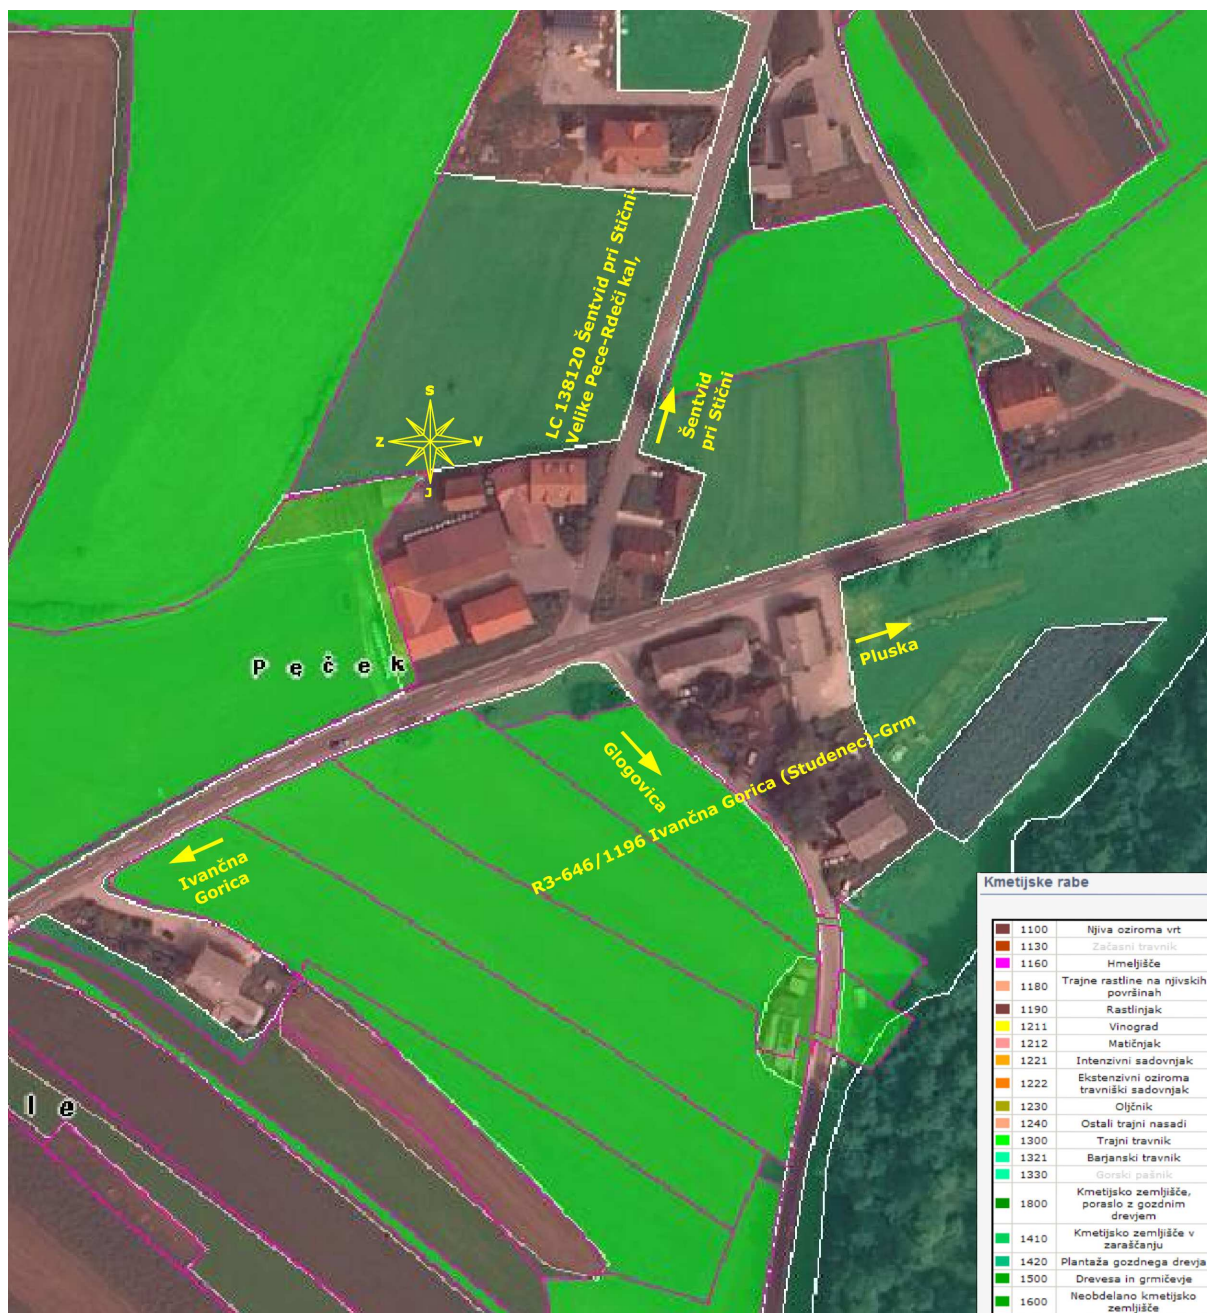 LC 138120 Šentvid pri Stični-
Velike Pece-Rdeči kal,
S
Z
V
J
Šentvid
pri Stični
P ę č e k
Pluska
Glogovica
R3-646/1196 Ivančna Gorica (Studenec)-Grm
Ivančna
Gorica
l e
Kmetijske rabe
1100 Njiva oziroma vrt
1130 Začasni travnik
1160 Hmeljišče
1180 Trajne rastline na njivskih
površinah
1190 Rastlinjak
1211 Vinograd
1212 Matičnjak
1221 Intenzivni sadovnjak
1222 Ekstenzivni oziroma
travniški sadovnjak
1230 Oljčnik
1240 Ostali trajni nasadi
1300 Trajni travnik
1321 Barjanski travnik
1330 Gorski pašnik
1800 Kmetijsko zemljišče,
poraslo z gozdnim
drevjem
1410 Kmetijsko zemljišče v
zaraščanju
1420 Plantaža gozdnega drevja
1500 Drevesa in grmičevje
1600 Neobdelano kmetijsko
zemljišče